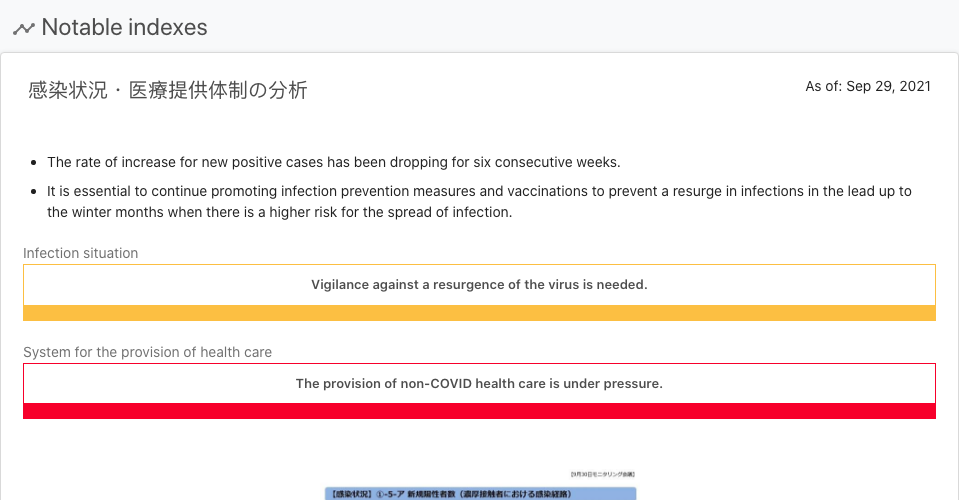 Notable indexes
感染状況・医療提供体制の分析
As of: Sep 29, 2021
The rate of increase for new positive cases has been dropping for six consecutive weeks.
It is essential to continue promoting infection prevention measures and vaccinations to prevent a resurge in infections in the lead up to
the winter months when there is a higher risk for the spread of infection.
Infection situation
Vigilance against a resurgence of the virus is needed.
System for the provision of health care
The provision of non-COVID health care is under pressure.
【9月30日モニタリング会議】
【感染状況】①-5-ア 新規陽性者数（濃厚接触者における感染経路）